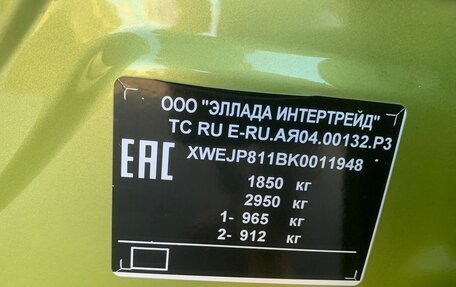 ООО "ЭЛЛАДА ИНТЕРТРЕЙД"
ТС RU E-RU.АЯ04.00132.Р3
EAC
XWEJP811BK0011948
1850 кг
2950 кг
1- 965 кг
2- 912 кг